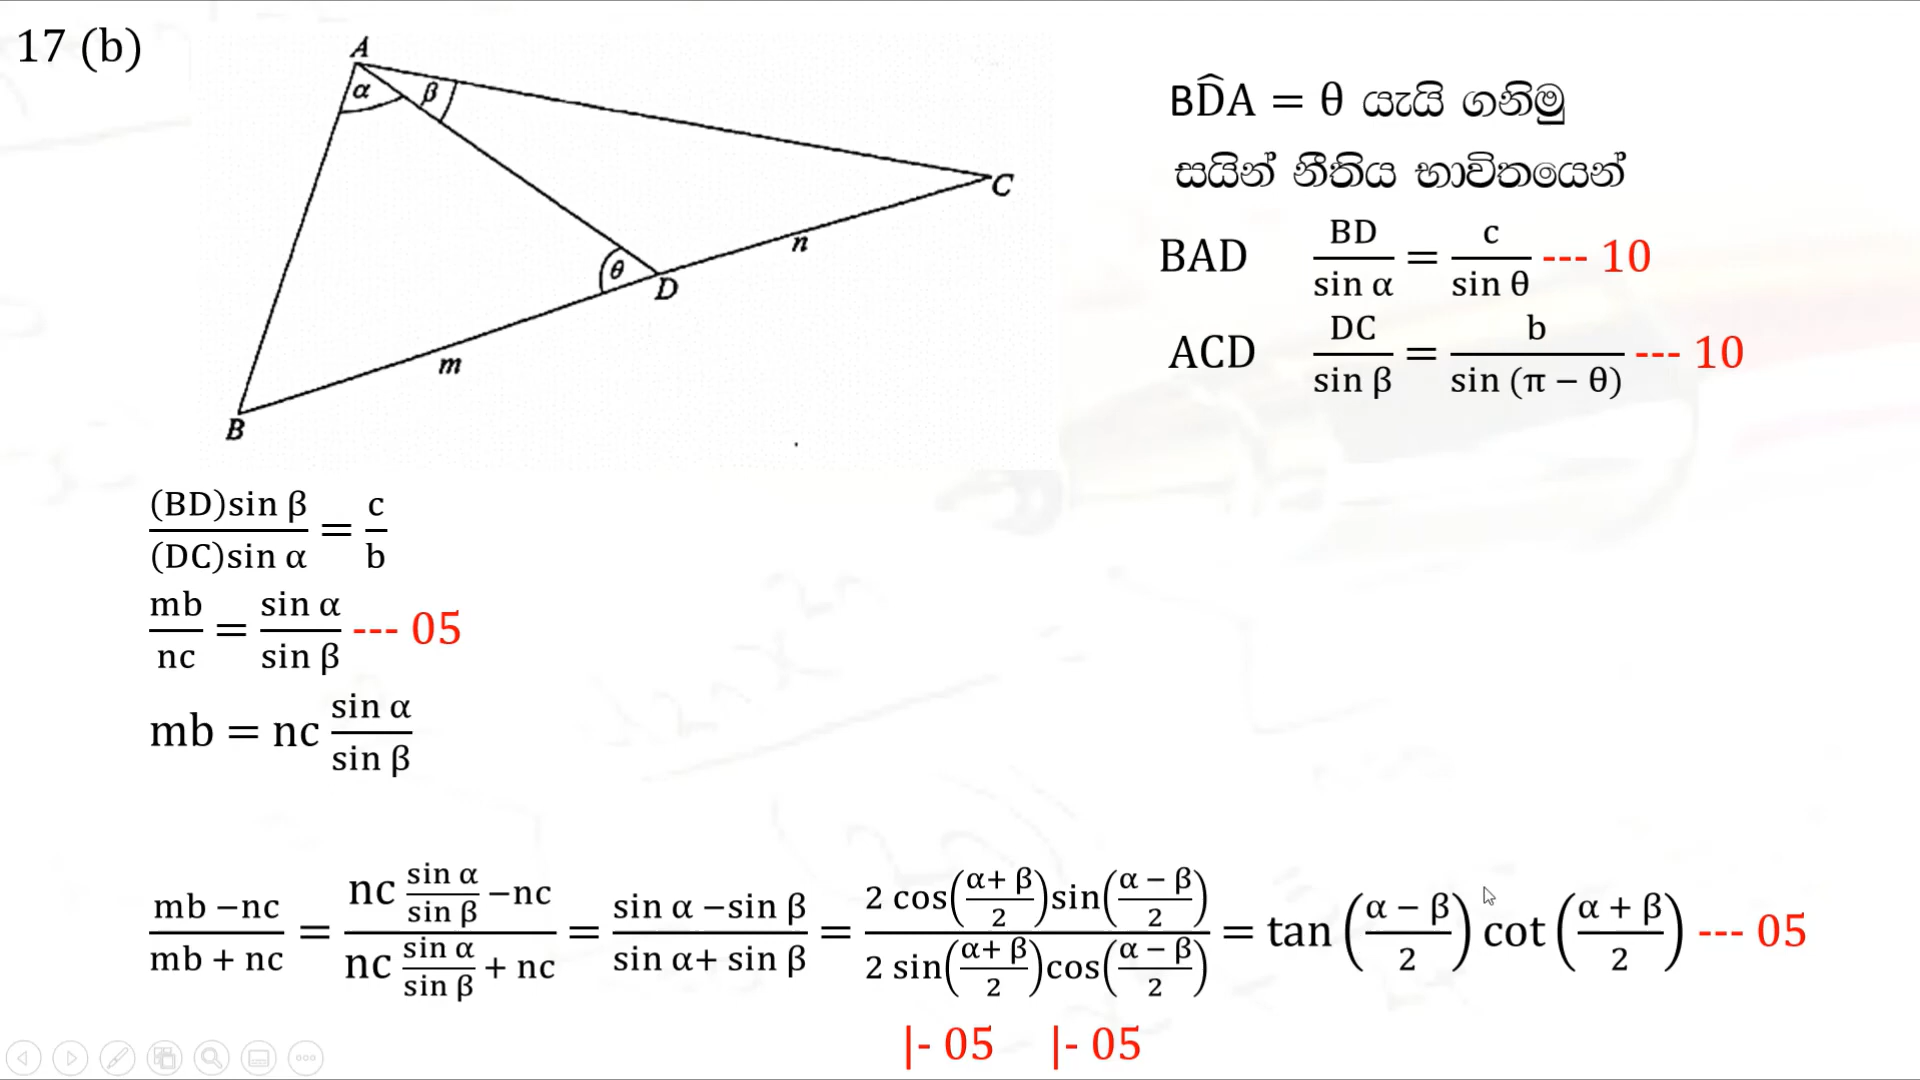 17 (b)
A
α
β
C
n
θ
D
m
B
BD̂A = θ යැයි ගනිමු
සයින් නීතිය භාවිතයෙන්
BAD BD/sin α = c/sin θ --- 10
ACD DC/sin β = b/sin (π − θ) --- 10
(BD)sin β/(DC)sin α = c/b
mb/nc = sin α/sin β --- 05
mb = nc sin α/sin β
(mb −nc)/(mb + nc) = (nc sin α/sin β −nc)/(nc sin α/sin β + nc) = (sin α −sin β)/(sin α+ sin β) = 2 cos((α+ β)/2)sin((α − β)/2)/2 sin((α+ β)/2)cos((α − β)/2) = tan ((α − β)/2) cot ((α + β)/2) --- 05
|- 05 |- 05